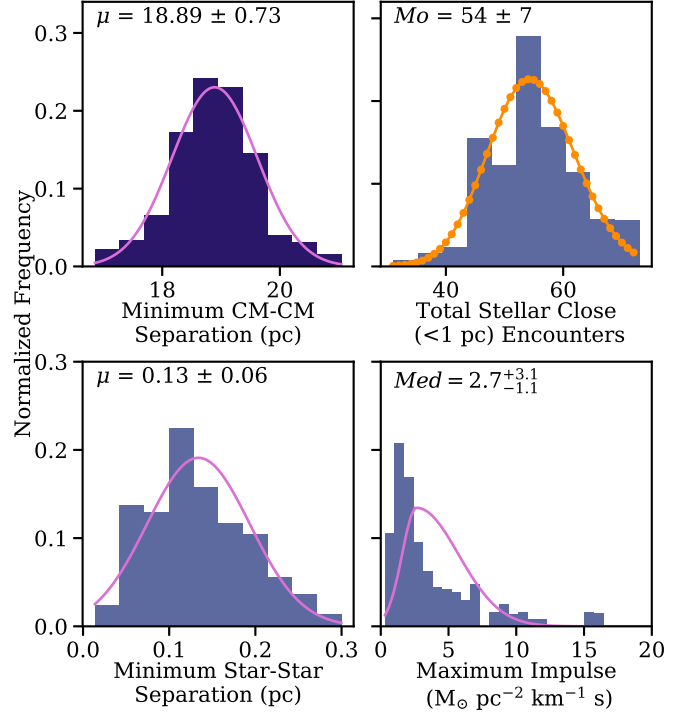 μ = 18.89 ± 0.73
Mo = 54 ± 7
0.3
0.2
0.1
0.0
18
20
40
60
Minimum CM-CM
Separation (pc)
Total Stellar Close
(<1 pc) Encounters
Normalized Frequency
μ = 0.13 ± 0.06
Med = 2.7+3.1−1.1
0.3
0.2
0.1
0.0
0.0
0.1
0.2
0.3
0
5
10
15
20
Minimum Star-Star
Separation (pc)
Maximum Impulse
(M⊙ pc−2 km−1 s)